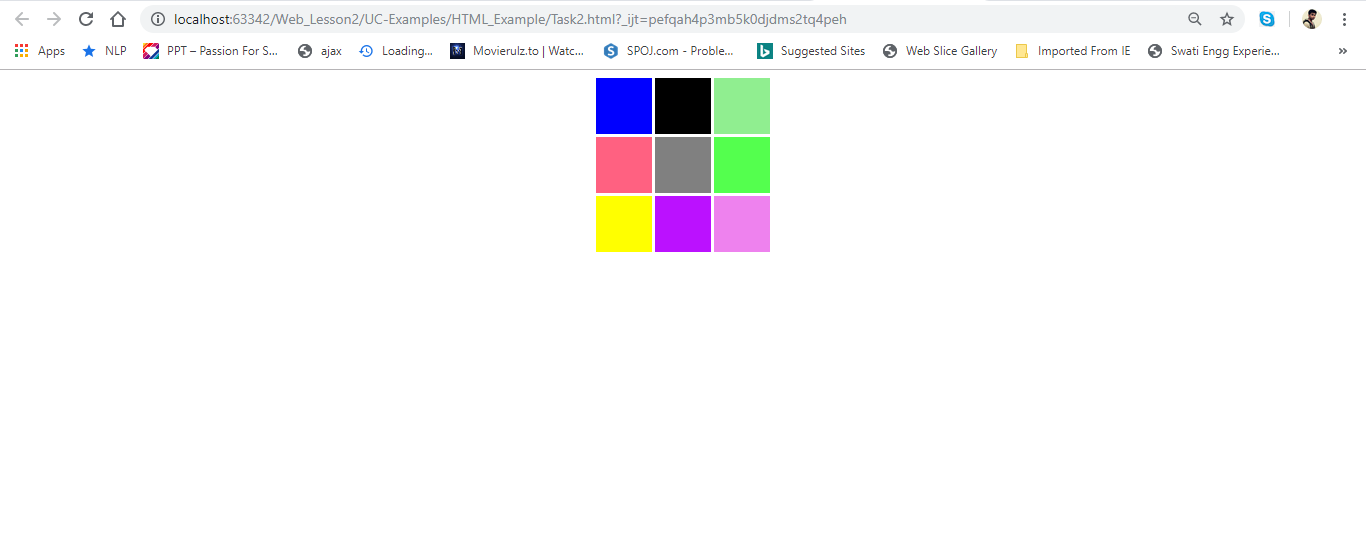 localhost:63342/Web_Lesson2/UC-Examples/HTML_Example/Task2.html?_ijt=pefqah4p3mb5k0djdms2tq4peh
Apps NLP PPT – Passion For S... ajax Loading... Movierulz.to | Watc... S SPOJ.com - Proble... Suggested Sites Web Slice Gallery Imported From IE Swati Engg Experie... »